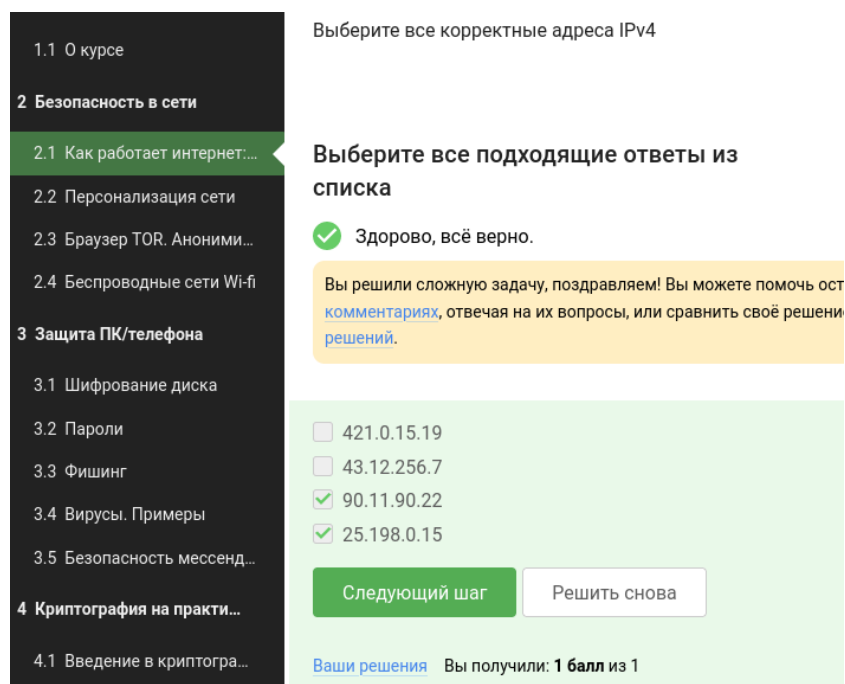 1.1 О курсе
2 Безопасность в сети
2.1 Как работает интернет:...
2.2 Персонализация сети
2.3 Браузер TOR. Аноними...
2.4 Беспроводные сети Wi-fi
3 Защита ПК/телефона
3.1 Шифрование диска
3.2 Пароли
3.3 Фишинг
3.4 Вирусы. Примеры
3.5 Безопасность мессенд...
4 Криптография на практи...
4.1 Введение в криптогра...
Выберите все корректные адреса IPv4
Выберите все подходящие ответы из
списка
Здорово, всё верно.
Вы решили сложную задачу, поздравляем! Вы можете помочь ост
комментариях, отвечая на их вопросы, или сравнить своё решени
решений.
421.0.15.19
43.12.256.7
90.11.90.22
25.198.0.15
Следующий шаг
Решить снова
Ваши решения Вы получили: 1 балл из 1